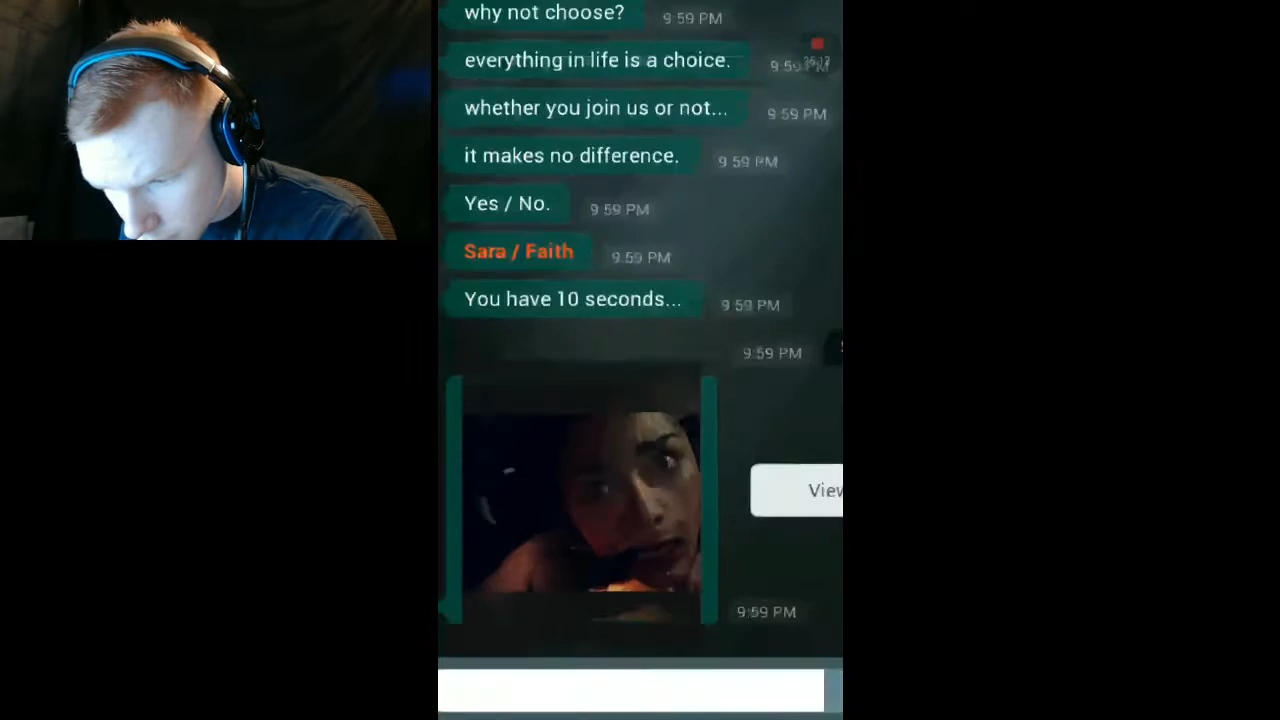 why not choose? 9:59 PM
everything in life is a choice.
whether you join us or not... 9:59 PM
it makes no difference. 9:59 PM
Yes / No. 9:59 PM
Sara / Faith 9:59 PM
You have 10 seconds... 9:59 PM
9:59 PM
9:59 PM